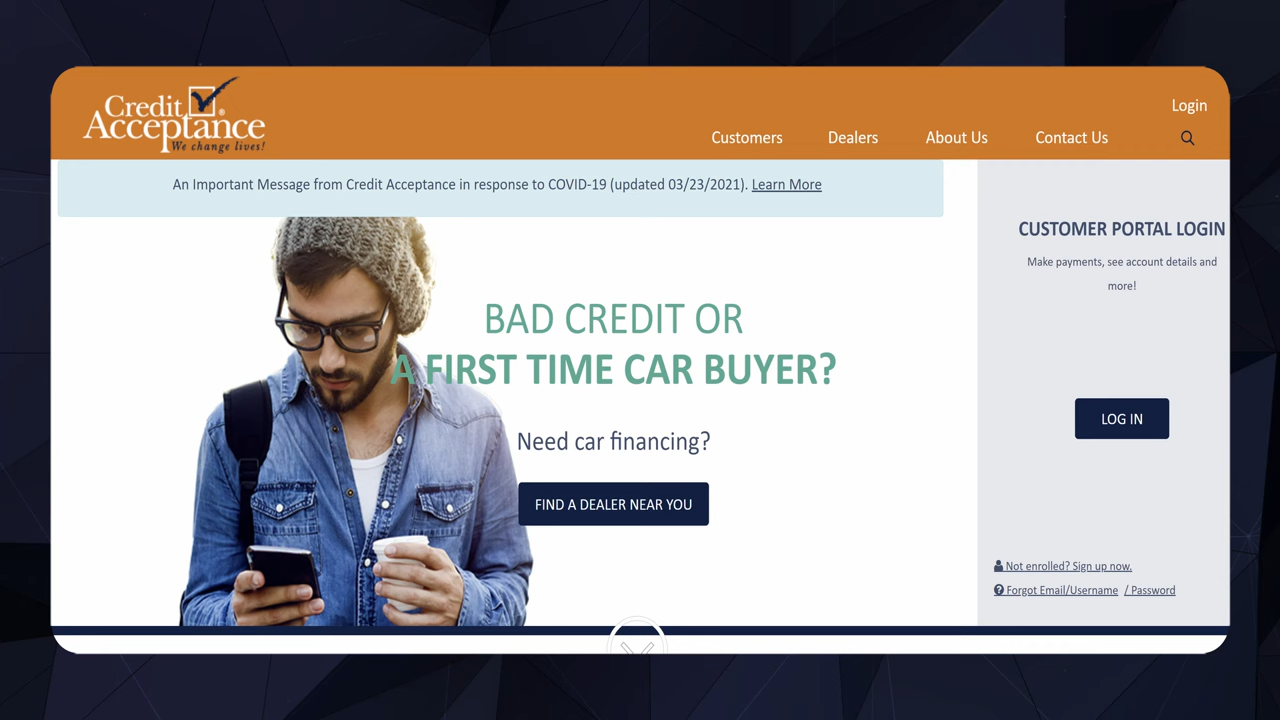 Credit
Acceptance
We change lives!
Login
Customers
Dealers
About Us
Contact Us
An Important Message from Credit Acceptance in response to COVID-19 (updated 03/23/2021). Learn More
BAD CREDIT OR
A FIRST TIME CAR BUYER?
Need car financing?
FIND A DEALER NEAR YOU
CUSTOMER PORTAL LOGIN
Make payments, see account details and
more!
LOG IN
Not enrolled? Sign up now.
Forgot Email/Username / Password